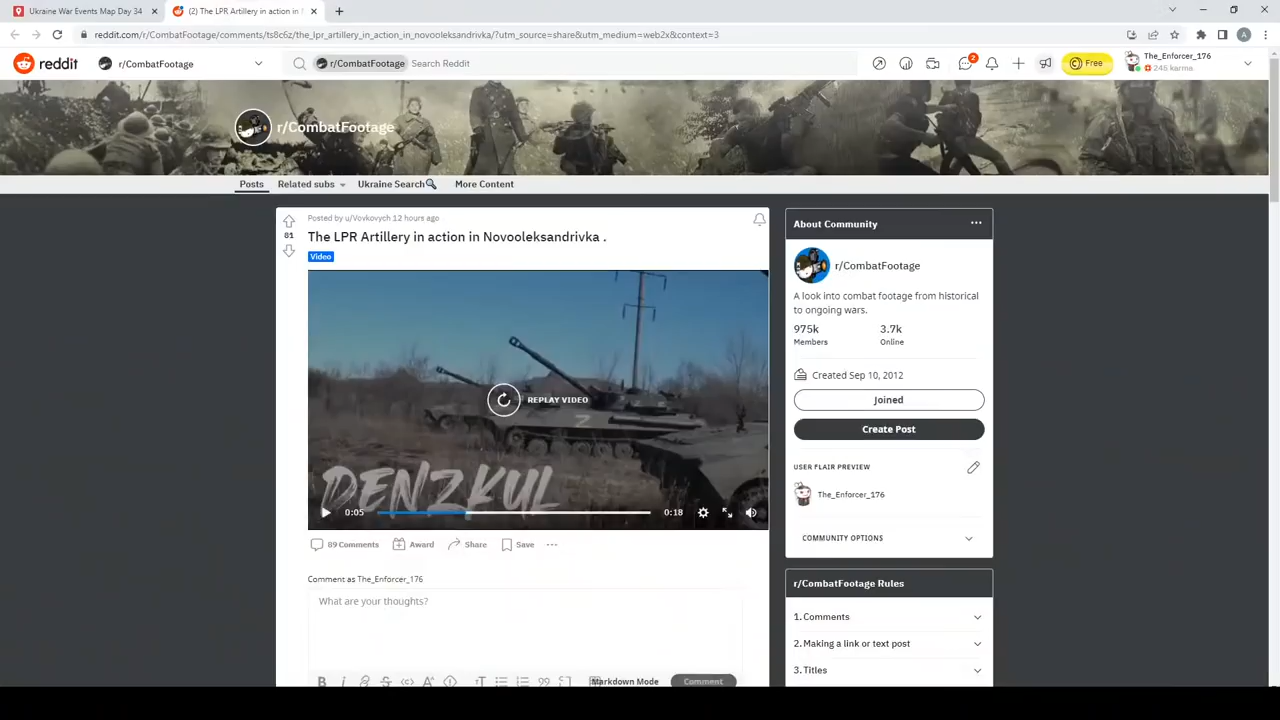 Ukraine War Events Map Day 34
(2) The LPR Artillery in action in
reddit.com/r/CombatFootage/comments/ts8c6z/the_lpr_artillery_in_action_in_novooleksandrivka/?utm_source=share&utm_medium=web2x&context=3
A
reddit
r/CombatFootage
r/CombatFootage Search Reddit
2
Free
The_Enforcer_176
245 karma
r/CombatFootage
Posts
Related subs
Ukraine Search
More Content
Posted by u/Vovkovych 12 hours ago
81
The LPR Artillery in action in Novooleksandrivka .
Video
REPLAY VIDEO
Z
DENZKUL
0:05
0:18
89 Comments
Award
Share
Save
Comment as The_Enforcer_176
What are your thoughts?
Markdown Mode
Comment
About Community
r/CombatFootage
A look into combat footage from historical
to ongoing wars.
975k
3.7k
Members
Online
Created Sep 10, 2012
Joined
Create Post
USER FLAIR PREVIEW
The_Enforcer_176
COMMUNITY OPTIONS
r/CombatFootage Rules
1. Comments
2. Making a link or text post
3. Titles